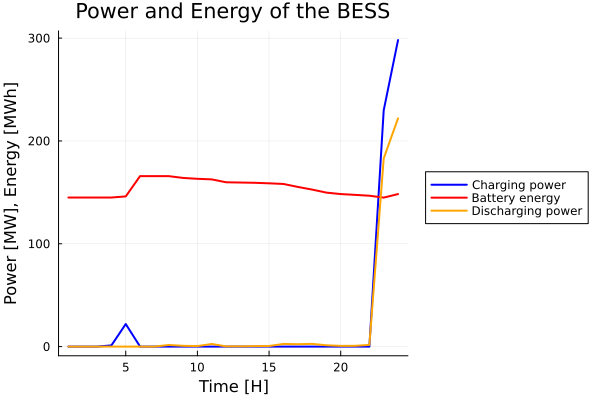 Power and Energy of the BESS
Power [MW], Energy [MWh]
300
200
100
0
5
10
15
20
Time [H]
Charging power
Battery energy
Discharging power